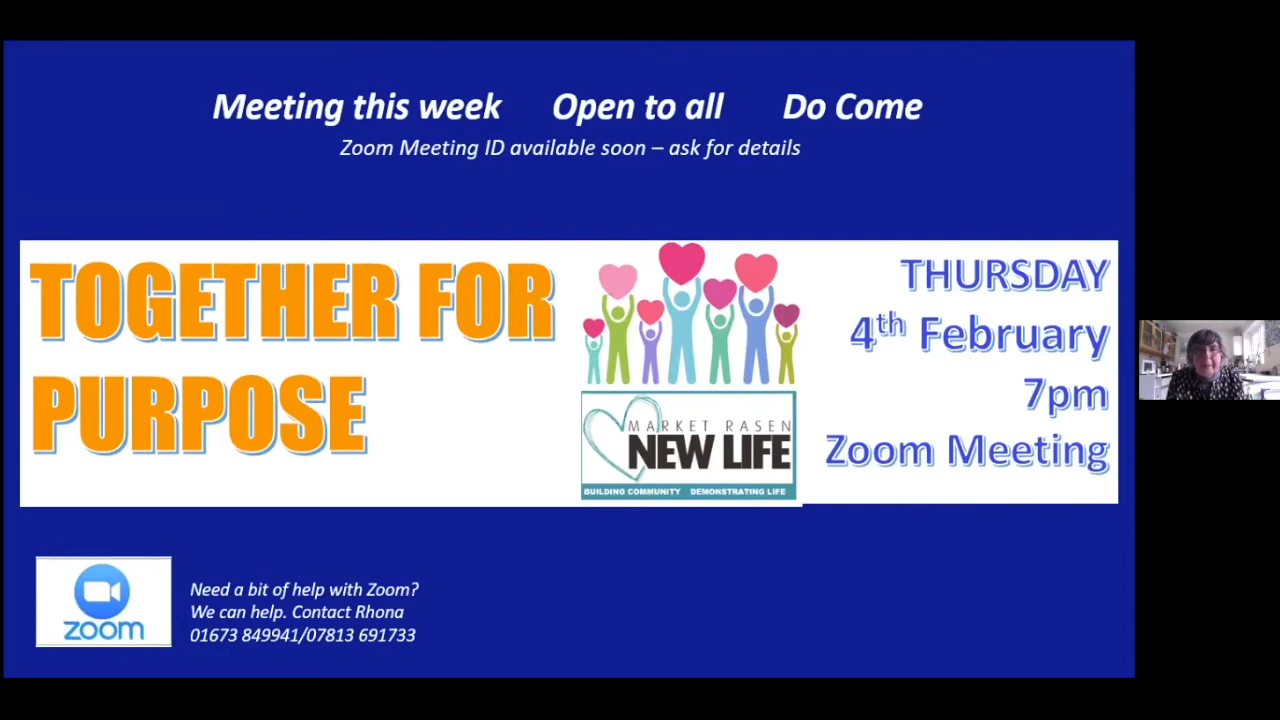 Meeting this week Open to all Do Come
Zoom Meeting ID available soon – ask for details
TOGETHER FOR
PURPOSE
MARKET RASEN
NEW LIFE
BUILDING COMMUNITY DEMONSTRATING LIFE
THURSDAY
4th February
7pm
Zoom Meeting
zoom
Need a bit of help with Zoom?
We can help. Contact Rhona
01673 849941/07813 691733